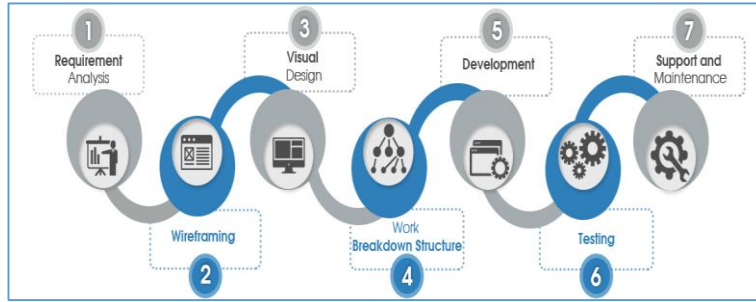 1
Requirement
Analysis
2
Wireframing
3
Visual
Design
4
Work
Breakdown Structure
5
Development
6
Testing
7
Support and
Maintenance